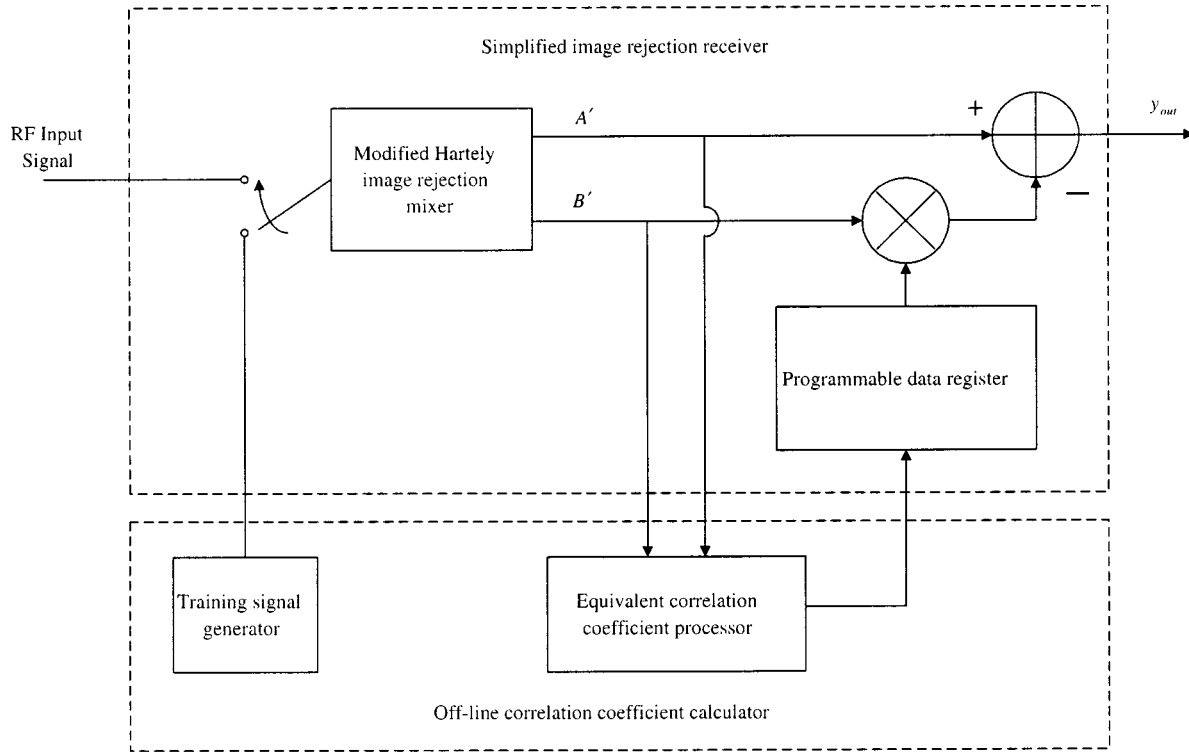 Simplified image rejection receiver
RF Input
Signal
Modified Hartely
image rejection
mixer
A′
B′
+
y_out
−
Programmable data register
Training signal
generator
Equivalent correlation
coefficient processor
Off-line correlation coefficient calculator